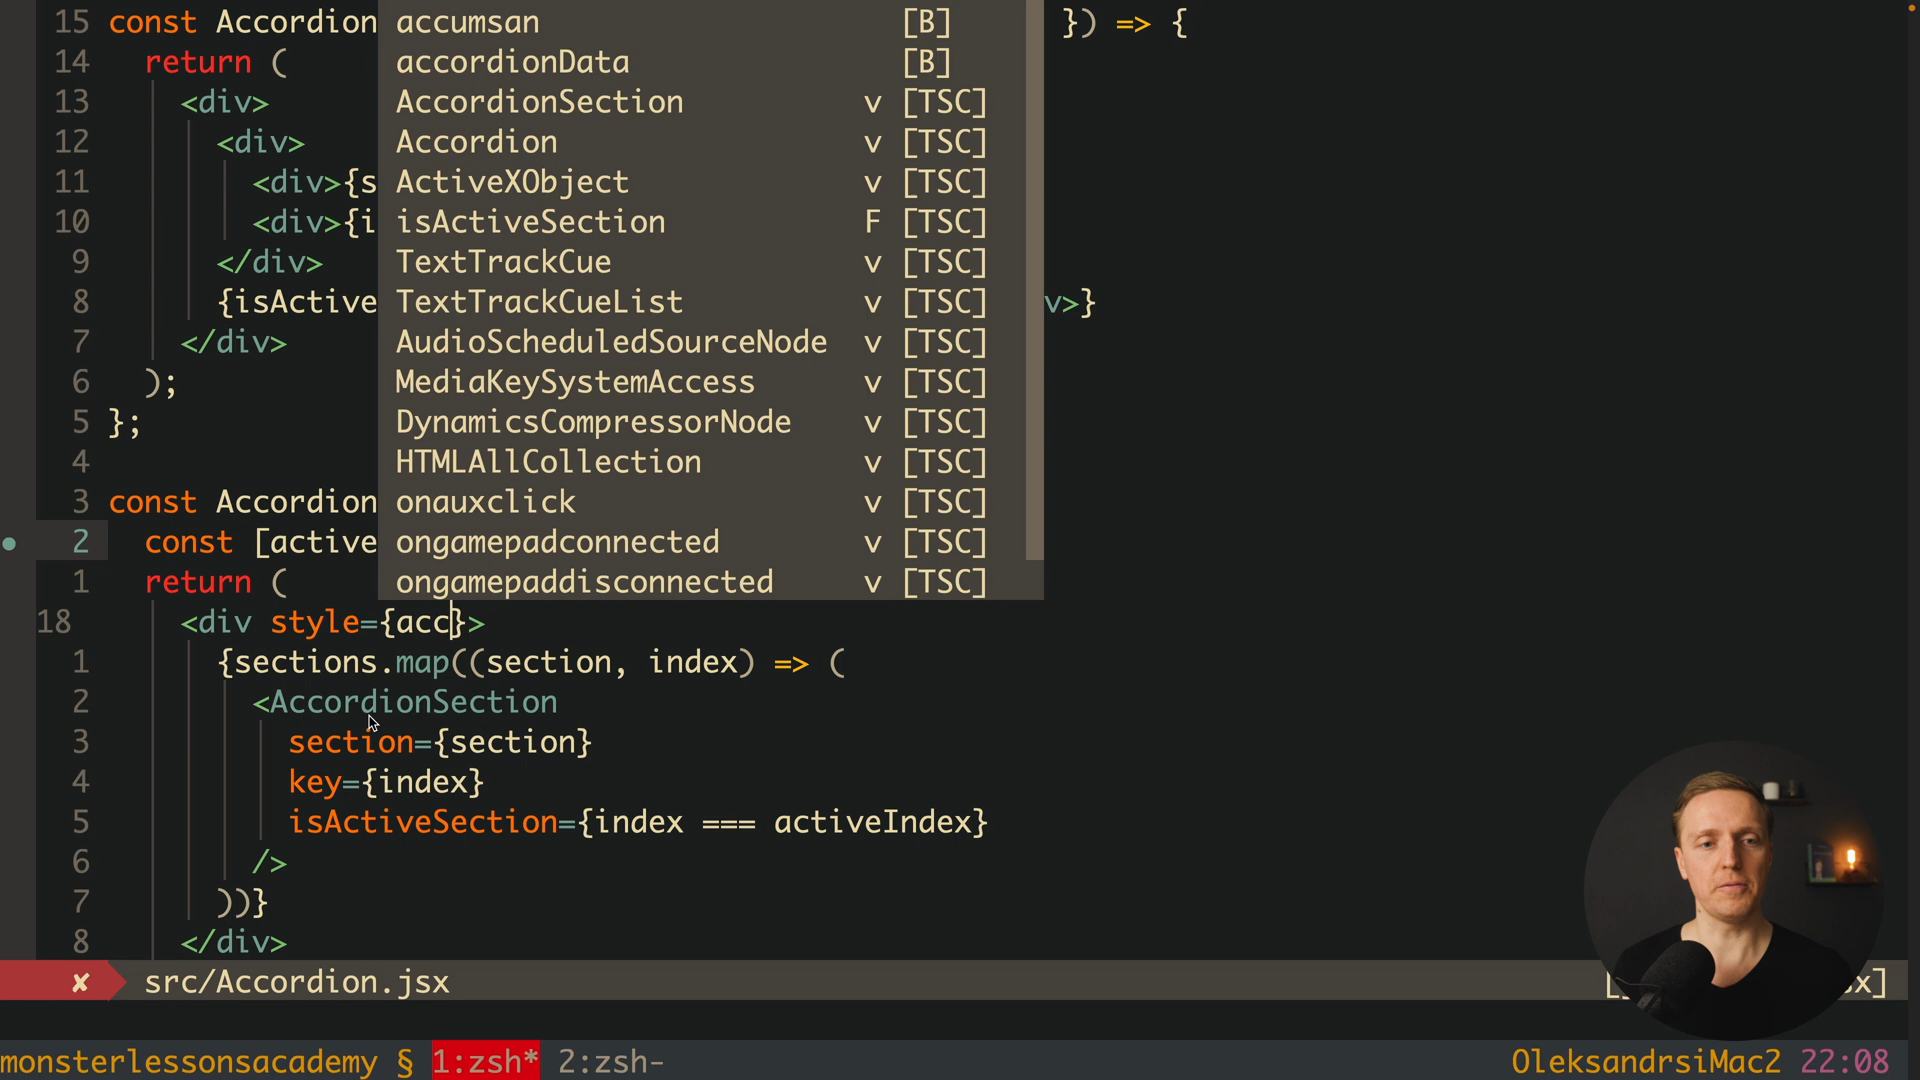 15 const Accordion accumsan [B] }) => {
14 return ( accordionData [B]
13 <div> AccordionSection v [TSC]
12 <div> Accordion v [TSC]
11 <div>{s ActiveXObject v [TSC]
10 <div>{i isActiveSection F [TSC]
9 </div> TextTrackCue v [TSC]
8 {isActive TextTrackCueList v [TSC] v>}
7 </div> AudioScheduledSourceNode v [TSC]
6 ); MediaKeySystemAccess v [TSC]
5 }; DynamicsCompressorNode v [TSC]
4 HTMLAllCollection v [TSC]
3 const Accordion onauxclick v [TSC]
2 const [active ongamepadconnected v [TSC]
1 return ( ongamepaddisconnected v [TSC]
18 <div style={acc}>
1 {sections.map((section, index) => (
2 <AccordionSection
3 section={section}
4 key={index}
5 isActiveSection={index === activeIndex}
6 />
7 ))}
8 </div>
✘ src/Accordion.jsx x]
monsterlessonsacademy § 1:zsh* 2:zsh- OleksandrsiMac2 22:08